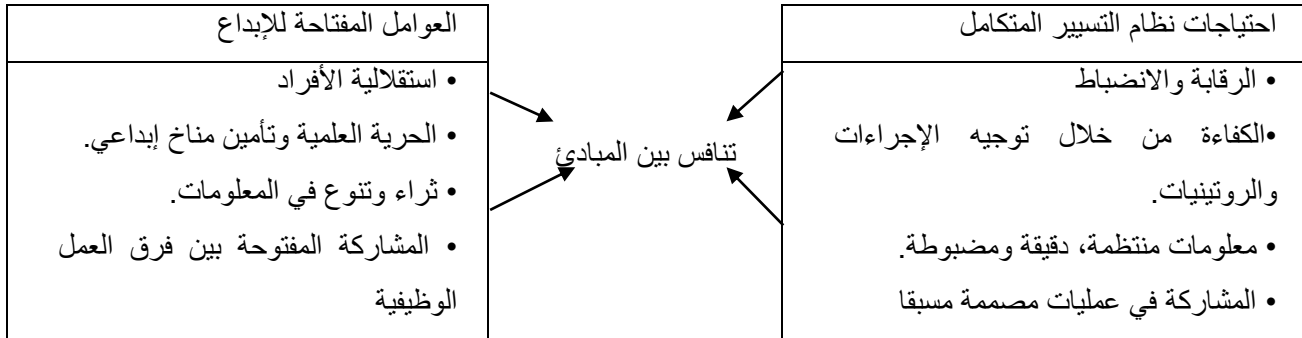 احتياجات نظام التسيير المتكامل
• الرقابة والانضباط
•الكفاءة من خلال توجيه الإجراءات
والروتينيات.
• معلومات منتظمة، دقيقة ومضبوطة.
• المشاركة في عمليات مصممة مسبقا
تنافس بين المبادئ
العوامل المفتاحة للإبداع
• استقلالية الأفراد
• الحرية العلمية وتأمين مناخ إبداعي.
• ثراء وتنوع في المعلومات.
• المشاركة المفتوحة بين فرق العمل
الوظيفية